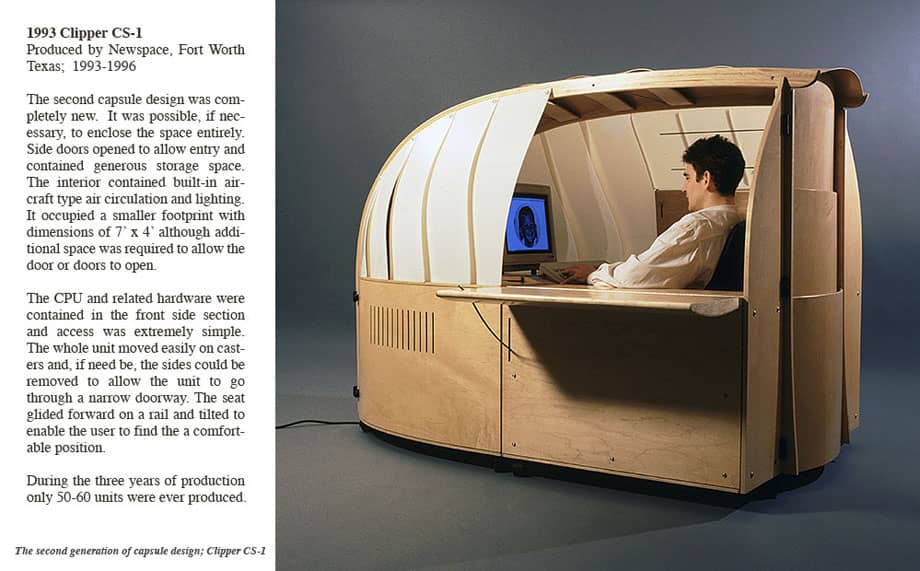 1993 Clipper CS-1
Produced by Newspace, Fort Worth
Texas; 1993-1996
The second capsule design was com-
pletely new. It was possible, if nec-
essary, to enclose the space entirely.
Side doors opened to allow entry and
contained generous storage space.
The interior contained built-in air-
craft type air circulation and lighting.
It occupied a smaller footprint with
dimensions of 7' x 4' although addi-
tional space was required to allow the
door or doors to open.
The CPU and related hardware were
contained in the front side section
and access was extremely simple.
The whole unit moved easily on cast-
ers and, if need be, the sides could be
removed to allow the unit to go
through a narrow doorway. The seat
glided forward on a rail and tilted to
enable the user to find the a comfort-
able position.
During the three years of production
only 50-60 units were ever produced.
The second generation of capsule design; Clipper CS-1